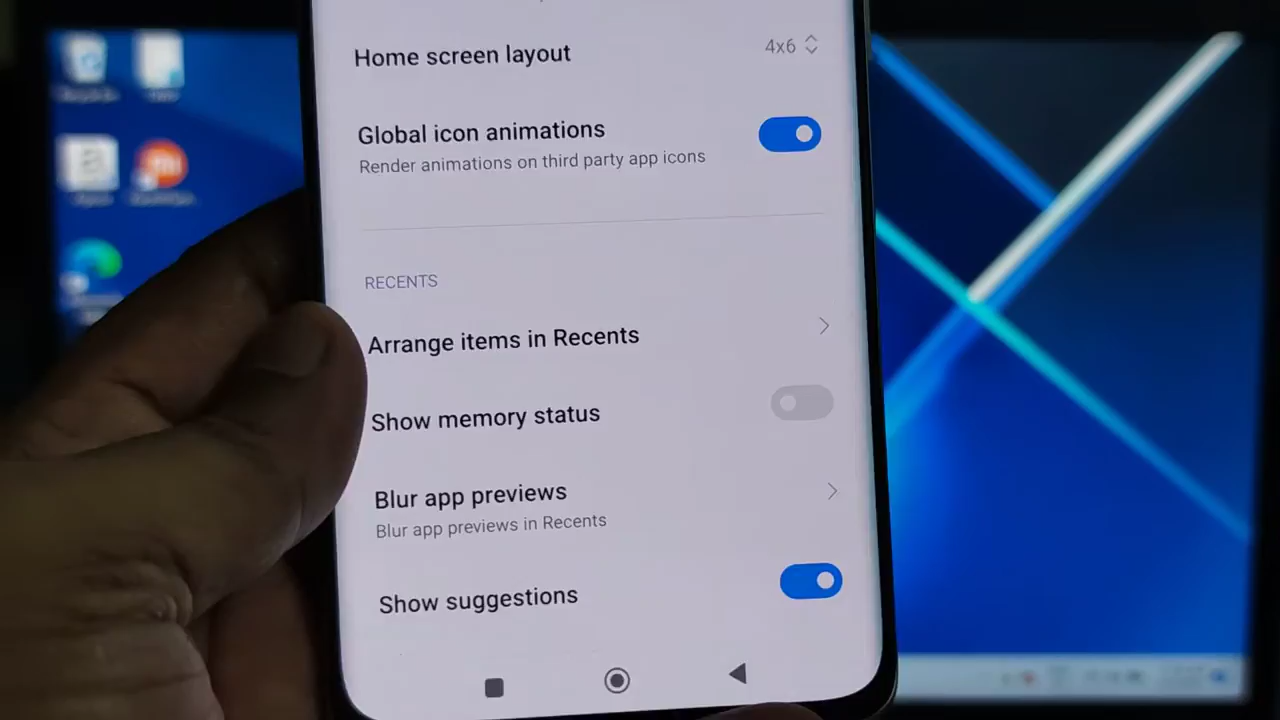 Home screen layout
4x6
Global icon animations
Render animations on third party app icons
RECENTS
Arrange items in Recents
Show memory status
Blur app previews
Blur app previews in Recents
Show suggestions